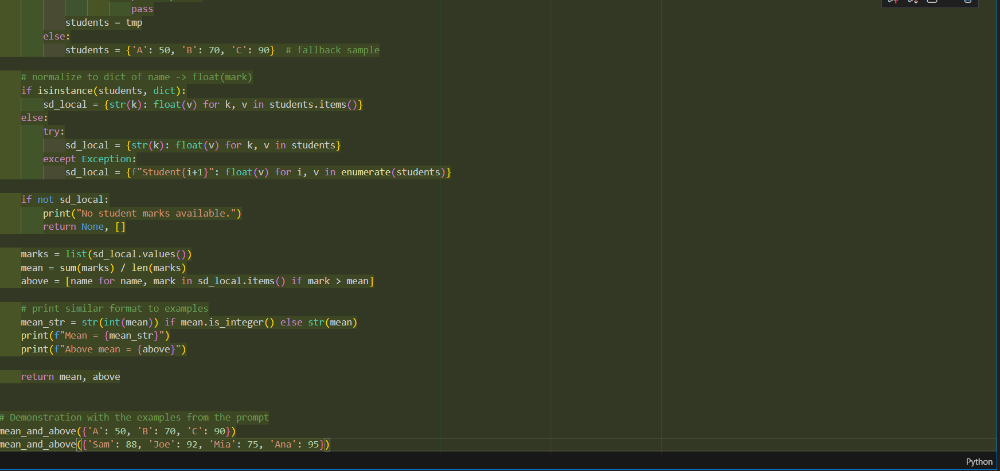 pass
            students = tmp
        else:
            students = {'A': 50, 'B': 70, 'C': 90}  # fallback sample

    # normalize to dict of name -> float(mark)
    if isinstance(students, dict):
        sd_local = {str(k): float(v) for k, v in students.items()}
    else:
        try:
            sd_local = {str(k): float(v) for k, v in students}
        except Exception:
            sd_local = {f"Student{i+1}": float(v) for i, v in enumerate(students)}

    if not sd_local:
        print("No student marks available.")
        return None, []

    marks = list(sd_local.values())
    mean = sum(marks) / len(marks)
    above = [name for name, mark in sd_local.items() if mark > mean]

    # print similar format to examples
    mean_str = str(int(mean)) if mean.is_integer() else str(mean)
    print(f"Mean = {mean_str}")
    print(f"Above mean = {above}")

    return mean, above


# Demonstration with the examples from the prompt
mean_and_above({'A': 50, 'B': 70, 'C': 90})
mean_and_above({'Sam': 88, 'Joe': 92, 'Mia': 75, 'Ana': 95})
Python